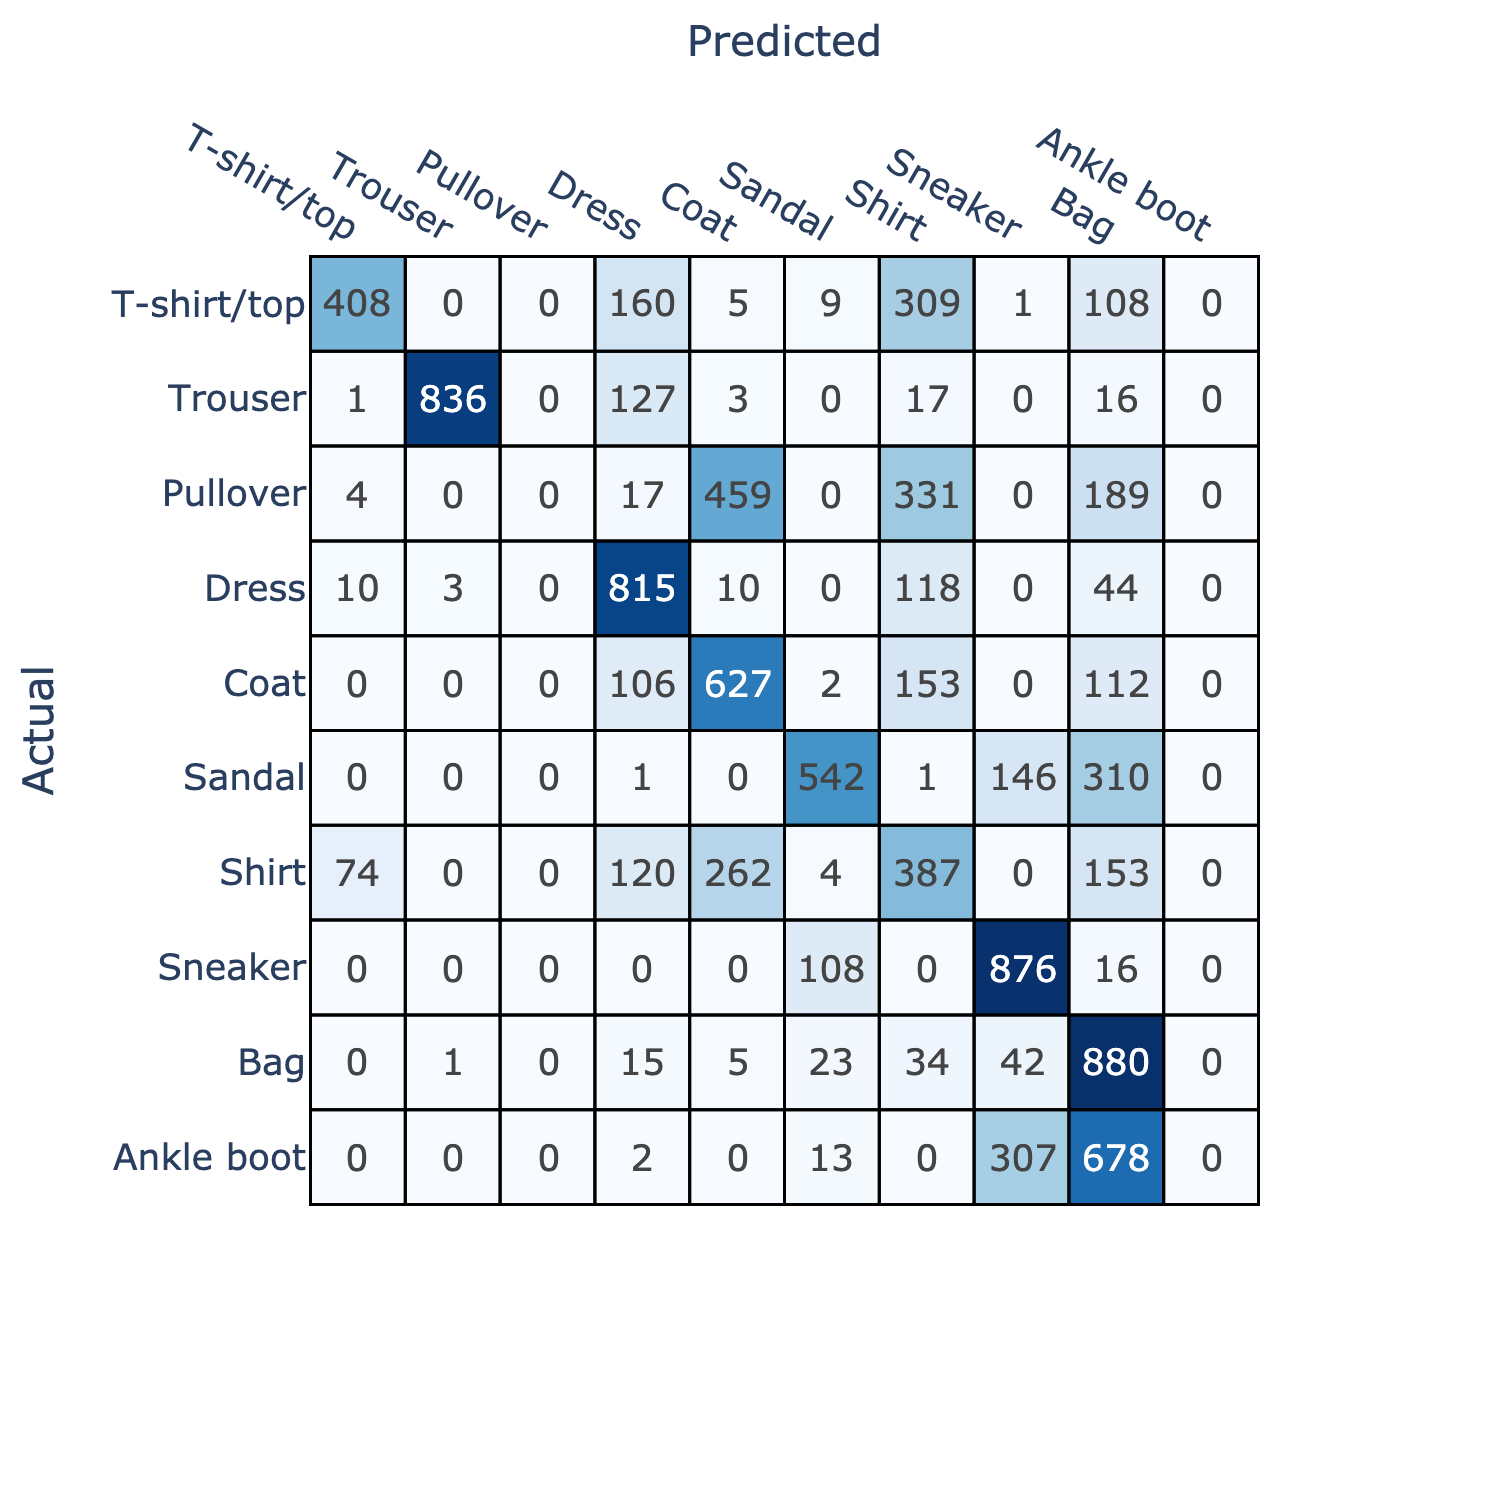 Predicted
T-shirt/top Trouser Pullover Dress Coat Sandal Shirt Sneaker Bag Ankle boot
T-shirt/top 408 0 0 160 5 9 309 1 108 0
Trouser 1 836 0 127 3 0 17 0 16 0
Pullover 4 0 0 17 459 0 331 0 189 0
Dress 10 3 0 815 10 0 118 0 44 0
Coat 0 0 0 106 627 2 153 0 112 0
Sandal 0 0 0 1 0 542 1 146 310 0
Shirt 74 0 0 120 262 4 387 0 153 0
Sneaker 0 0 0 0 0 108 0 876 16 0
Bag 0 1 0 15 5 23 34 42 880 0
Ankle boot 0 0 0 2 0 13 0 307 678 0
Actual